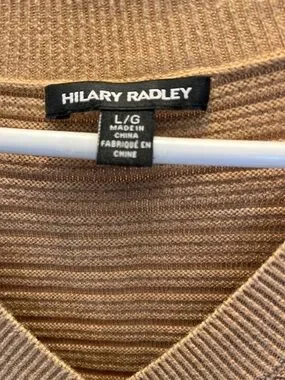 HILARY RADLEY
L/G
MADE IN
CHINA
FABRIQUÉ EN
CHINE